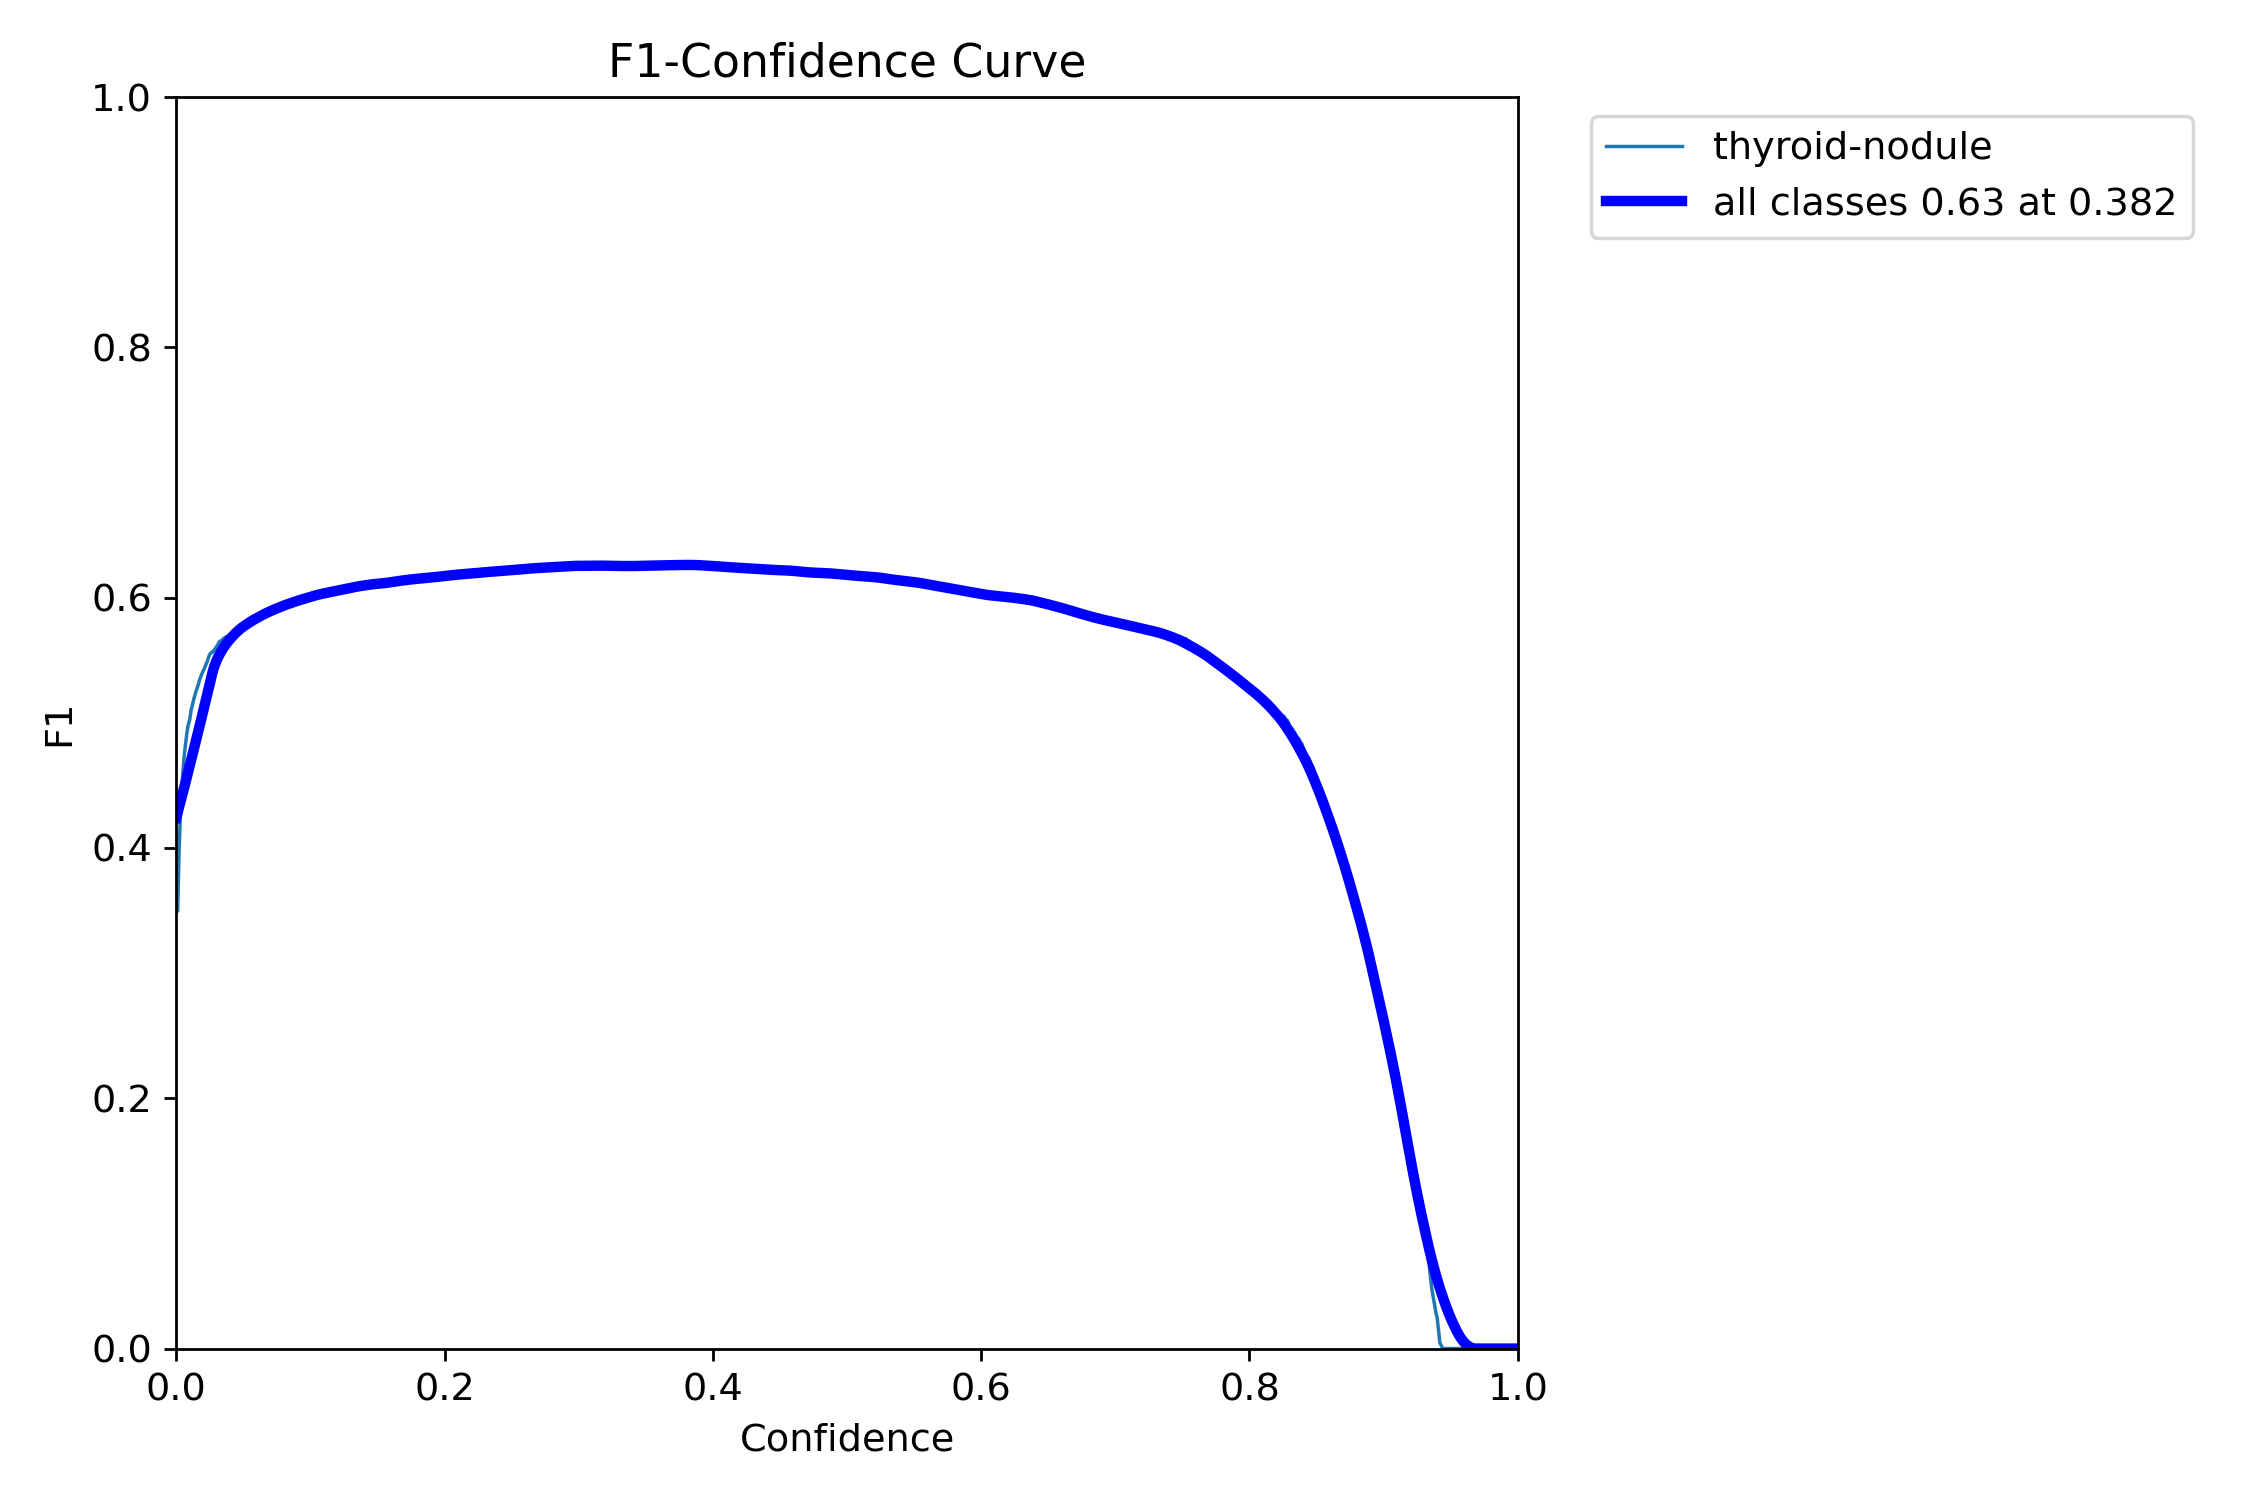 F1-Confidence Curve
1.0
0.8
0.6
0.4
0.2
0.0
F1
0.0 0.2 0.4 0.6 0.8 1.0
Confidence
thyroid-nodule
all classes 0.63 at 0.382